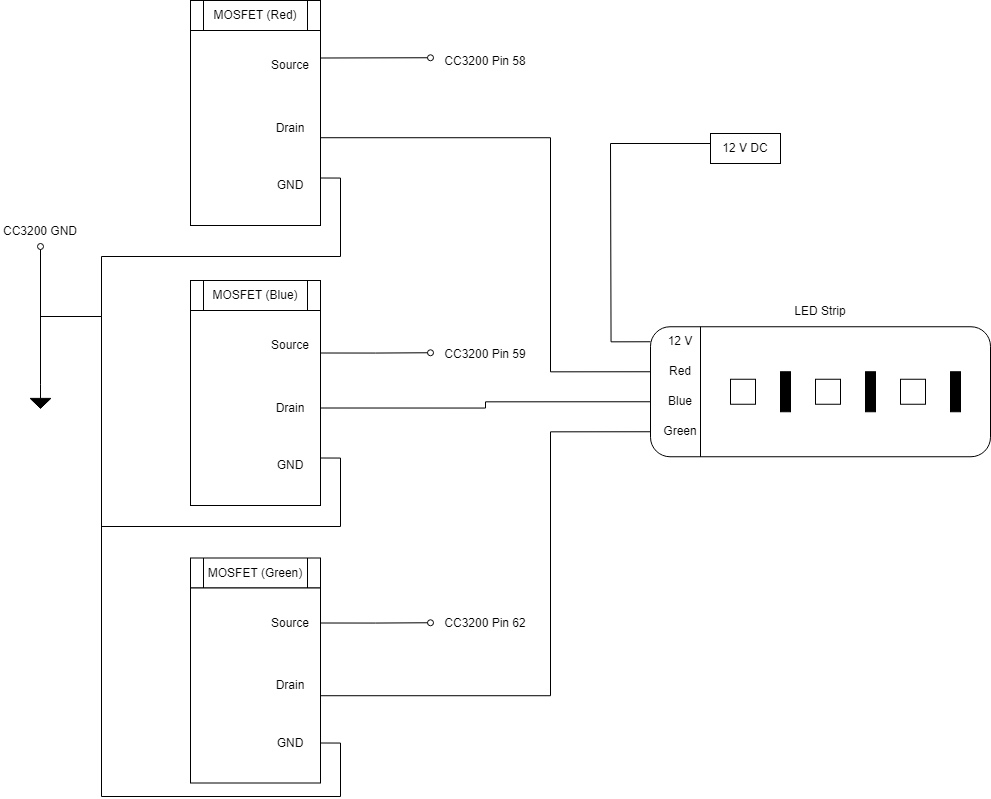 MOSFET (Red)
Source
CC3200 Pin 58
Drain
GND
12 V DC
CC3200 GND
MOSFET (Blue)
Source
CC3200 Pin 59
Drain
GND
LED Strip
12 V
Red
Blue
Green
MOSFET (Green)
Source
CC3200 Pin 62
Drain
GND